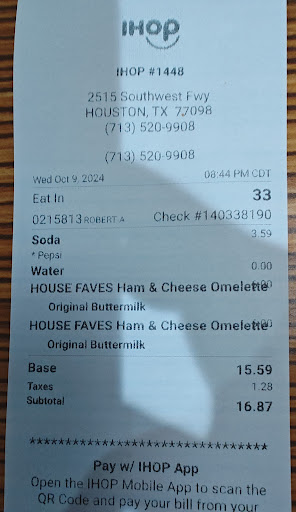 IHOP
IHOP #1448
2515 Southwest Fwy
HOUSTON, TX 77098
(713) 520-9908
(713) 520-9908
Wed Oct 9, 2024 08:44 PM CDT
Eat In 33
0215813 ROBERT A Check #140338190
Soda 3.59
* Pepsi
Water 0.00
HOUSE FAVES Ham & Cheese Omelette 6.00
Original Buttermilk
HOUSE FAVES Ham & Cheese Omelette 6.00
Original Buttermilk
Base 15.59
Taxes 1.28
Subtotal 16.87
********************************
Pay w/ IHOP App
Open the IHOP Mobile App to scan the
QR Code and pay your bill from your